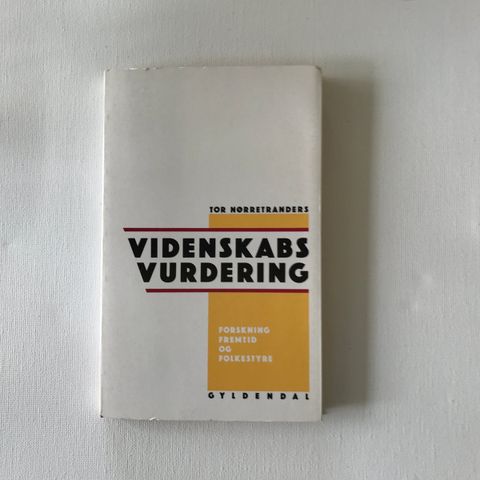 TOR NØRRETRANDERS
VIDENSKABS
VURDERING
FORSKNING
FREMTID
OG
FOLKESTYRE
GYLDENDAL